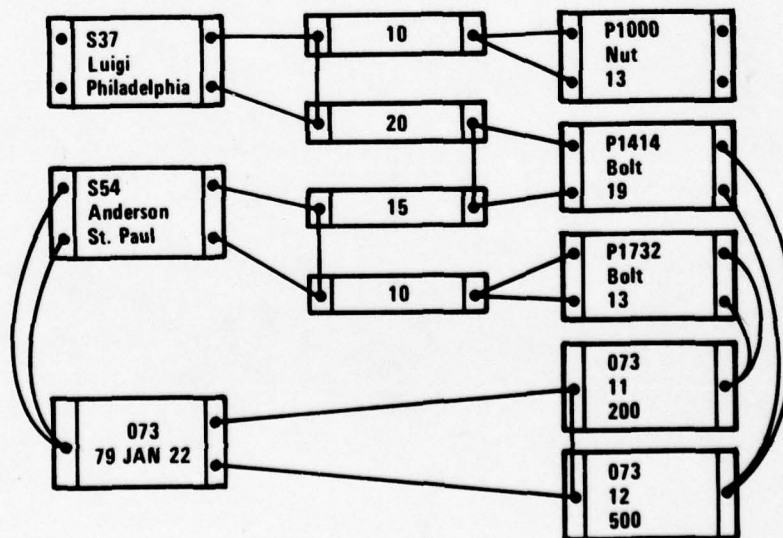 S37
Luigi
Philadelphia
10
P1000
Nut
13
20
P1414
Bolt
19
S54
Anderson
St. Paul
15
10
P1732
Bolt
13
073
79 JAN 22
073
11
200
073
12
500